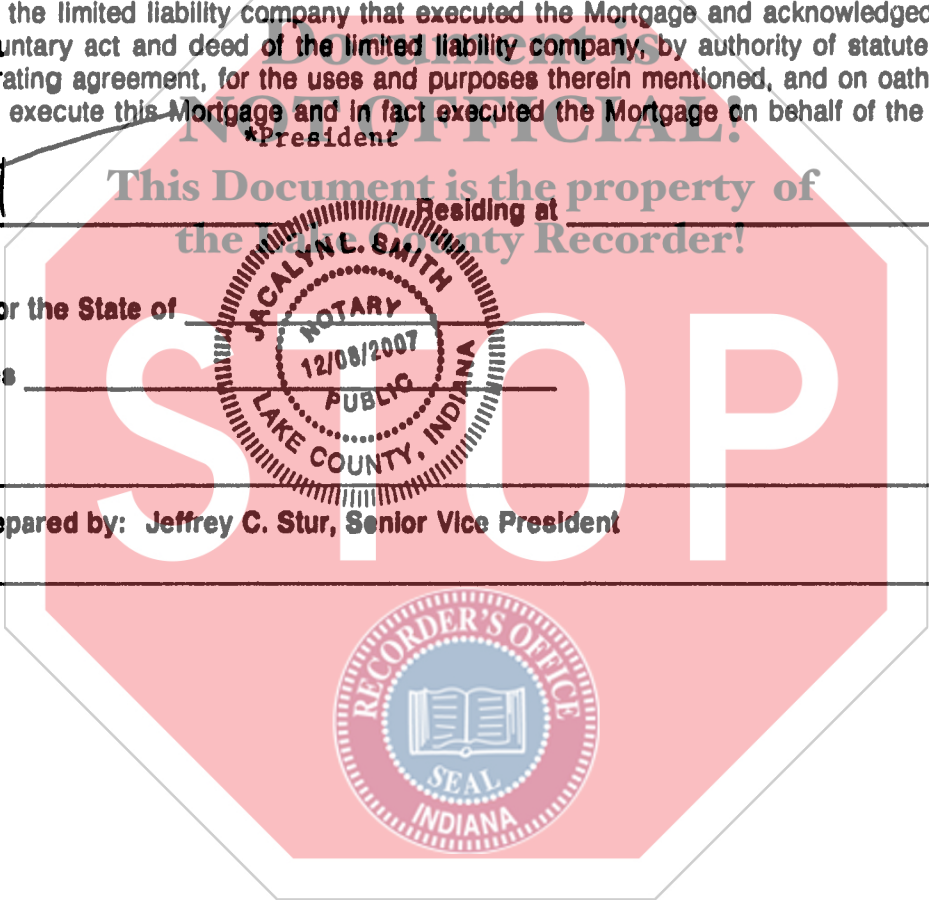 the limited liability company that executed the Mortgage and acknowledged
untary act and deed of the limited liability company, by authority of statute
ating agreement, for the uses and purposes therein mentioned, and on oath
execute this Mortgage and in fact executed the Mortgage on behalf of the
*President
Document is
NOT OFFICIAL!
This Document is the property of
the Lake County Recorder!
Residing at
or the State of
s
JACALYN L. SMITH
NOTARY
12/08/2007
PUBLIC
LAKE COUNTY, INDIANA
STOP
epared by: Jeffrey C. Stur, Senior Vice President
RECORDER'S OFFICE
SEAL
INDIANA